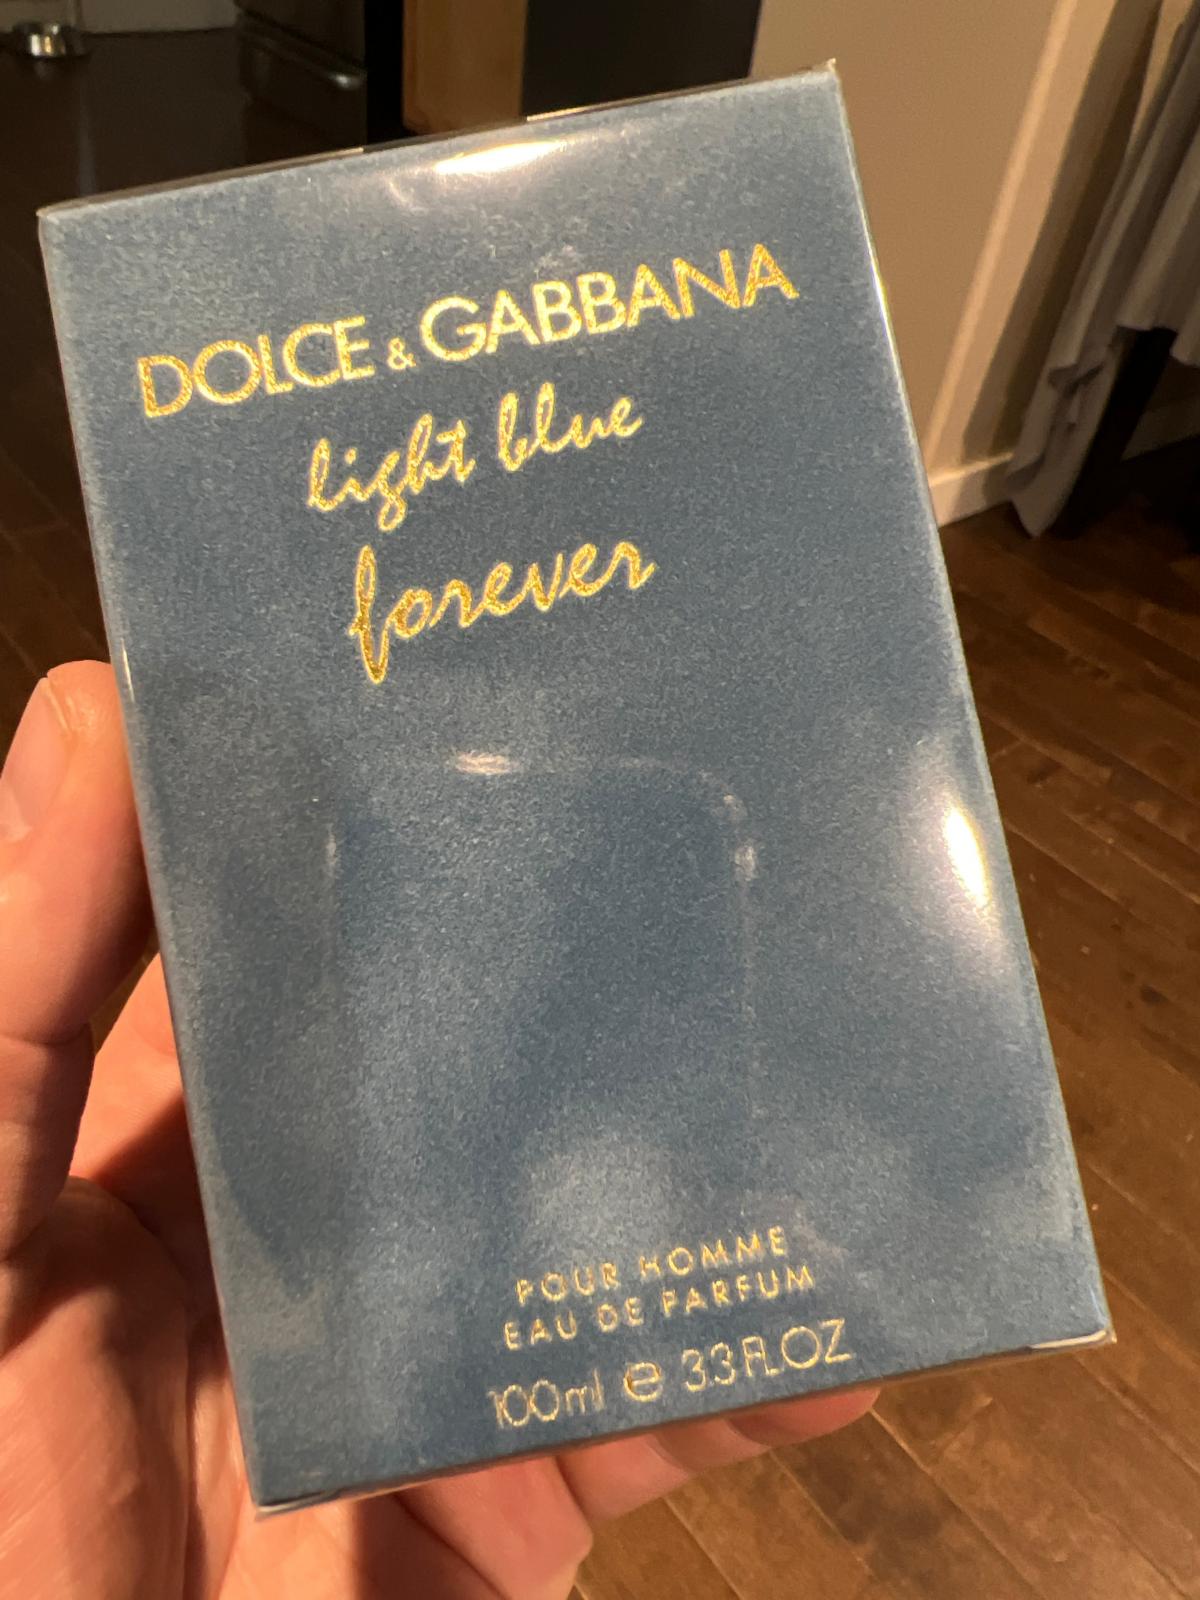 DOLCE & GABBANA
light blue
forever
POUR HOMME
EAU DE PARFUM
100ml e 3.3 FL.OZ